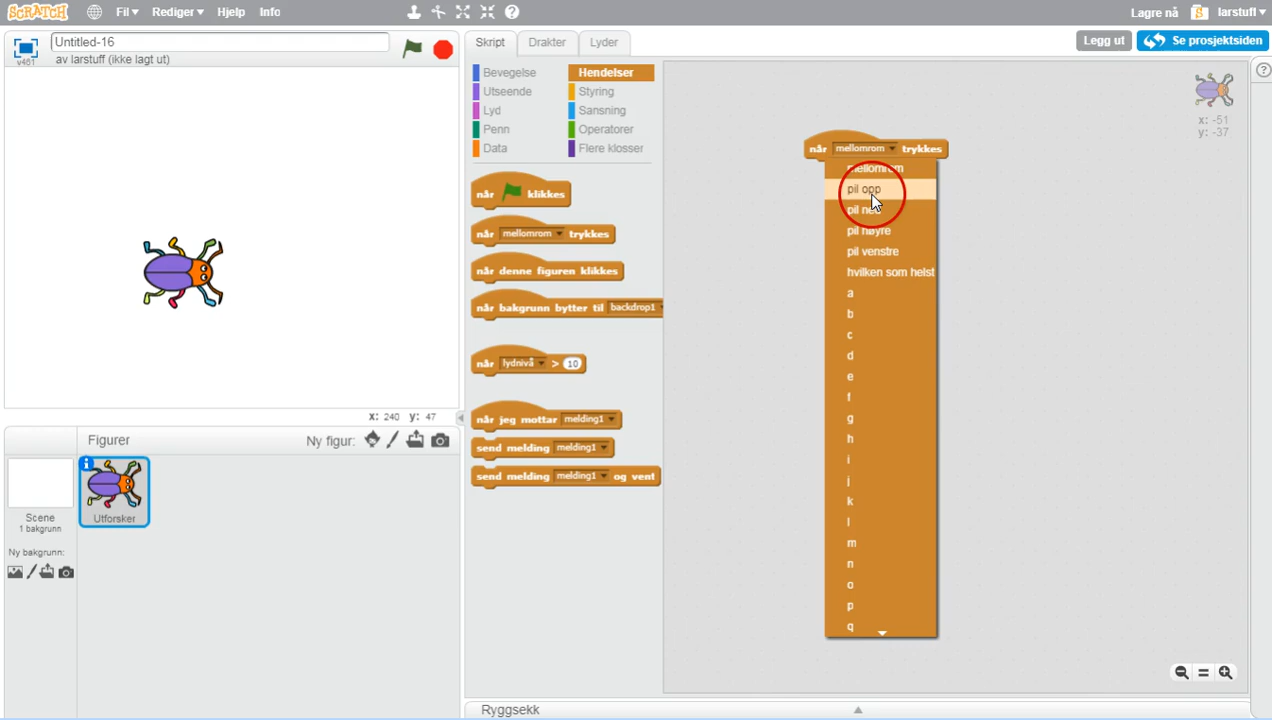 SCRATCH Fil Rediger Hjelp Info Lagre nå larstufl
Untitled-16
av larstuff (ikke lagt ut)
v461
Skript Drakter Lyder
Legg ut Se prosjektsiden
Bevegelse Hendelser
Utseende Styring
Lyd Sansning
Penn Operatorer
Data Flere klosser
når klikkes
når mellomrom trykkes
når denne figuren klikkes
når bakgrunn bytter til backdrop1
når lydnivå > 10
når jeg mottar melding1
send melding melding1
send melding melding1 og vent
når mellomrom trykkes
mellomrom
pil opp
pil ned
pil høyre
pil venstre
hvilken som helst
a
b
c
d
e
f
g
h
i
j
k
l
m
n
o
p
q
x: -51
y: -37
x: 240 y: 47
Figurer Ny figur:
Scene
1 bakgrunn
Ny bakgrunn:
Utforsker
Ryggsekk